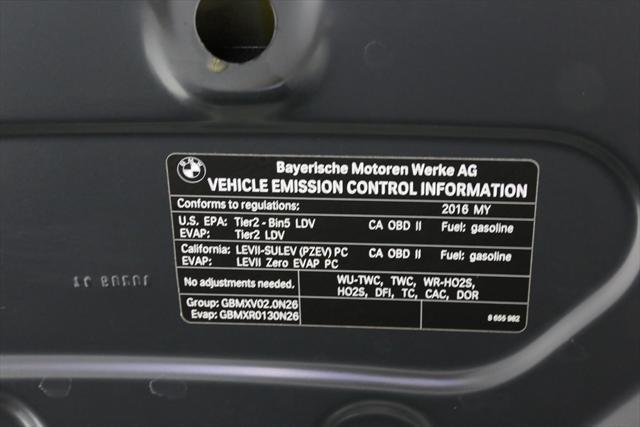 BMW
Bayerische Motoren Werke AG
VEHICLE EMISSION CONTROL INFORMATION
Conforms to regulations: 2016 MY
U.S. EPA: Tier2 - Bin5 LDV CA OBD II Fuel: gasoline
EVAP: Tier2 LDV
California: LEVII-SULEV (PZEV) PC CA OBD II Fuel: gasoline
EVAP: LEVII Zero EVAP PC
No adjustments needed. WU-TWC, TWC, WR-HO2S,
HO2S, DFI, TC, CAC, DOR
Group: GBMXV02.0N26
Evap: GBMXR0130N26
8 655 982